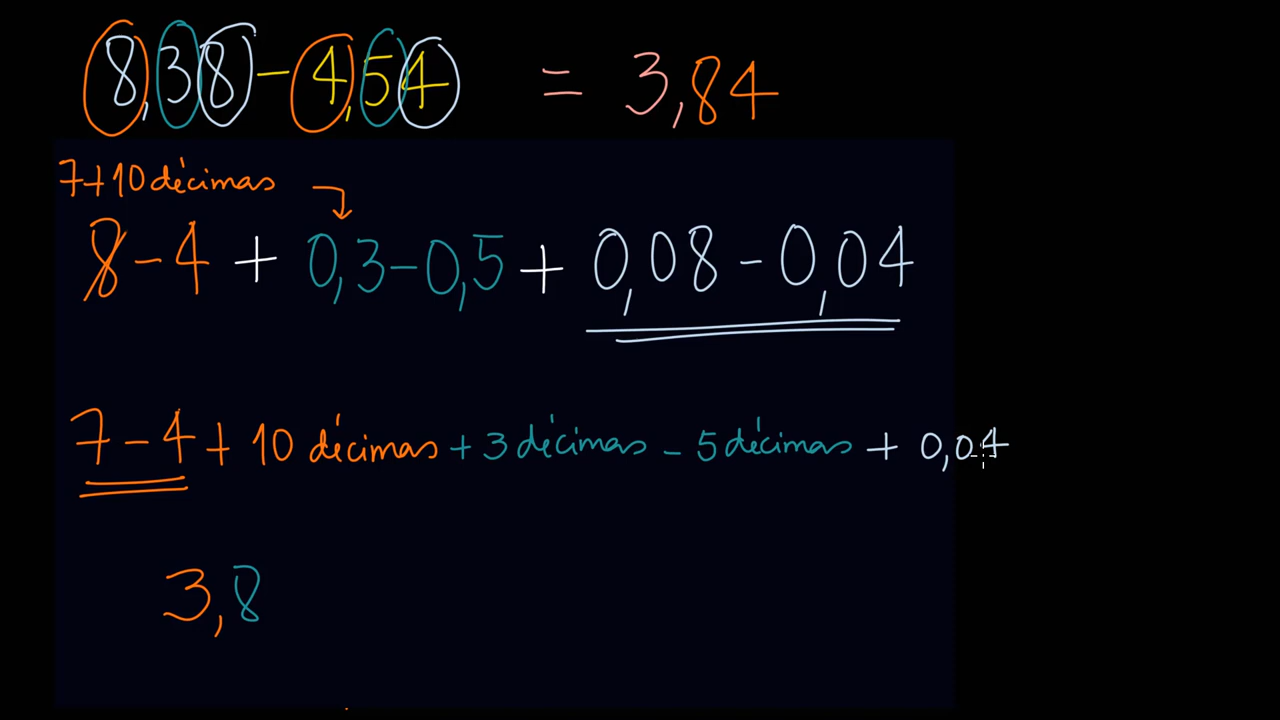 8,38 - 4,54 = 3,84
7+10 décimas
8 - 4 + 0,3 - 0,5 + 0,08 - 0,04
7 - 4 + 10 décimas + 3 décimas - 5 décimas + 0,04
3,8